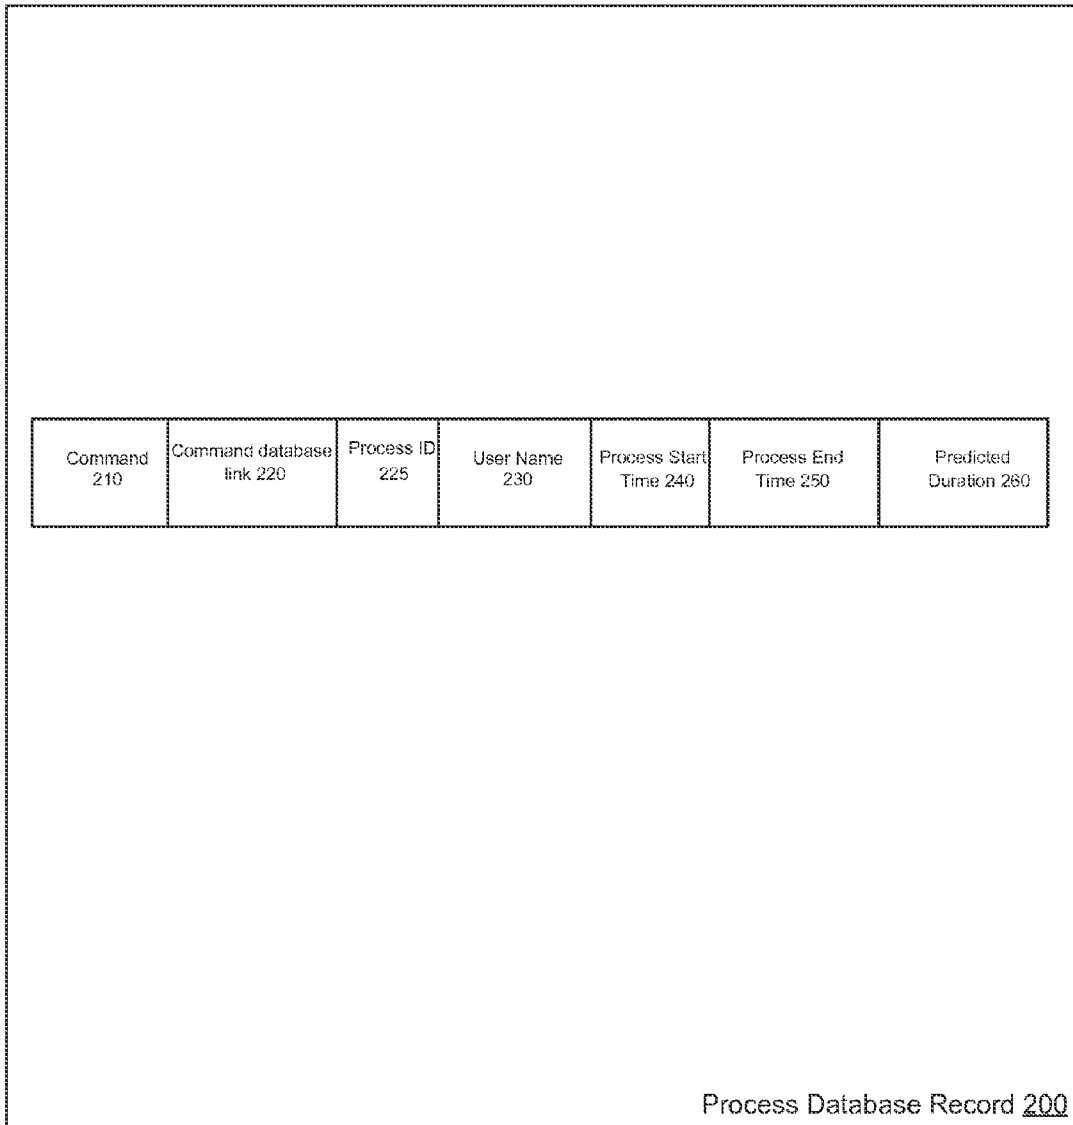 Command
210
Command database
link 220
Process ID
225
User Name
230
Process Start
Time 240
Process End
Time 250
Predicted
Duration 260
Process Database Record 200